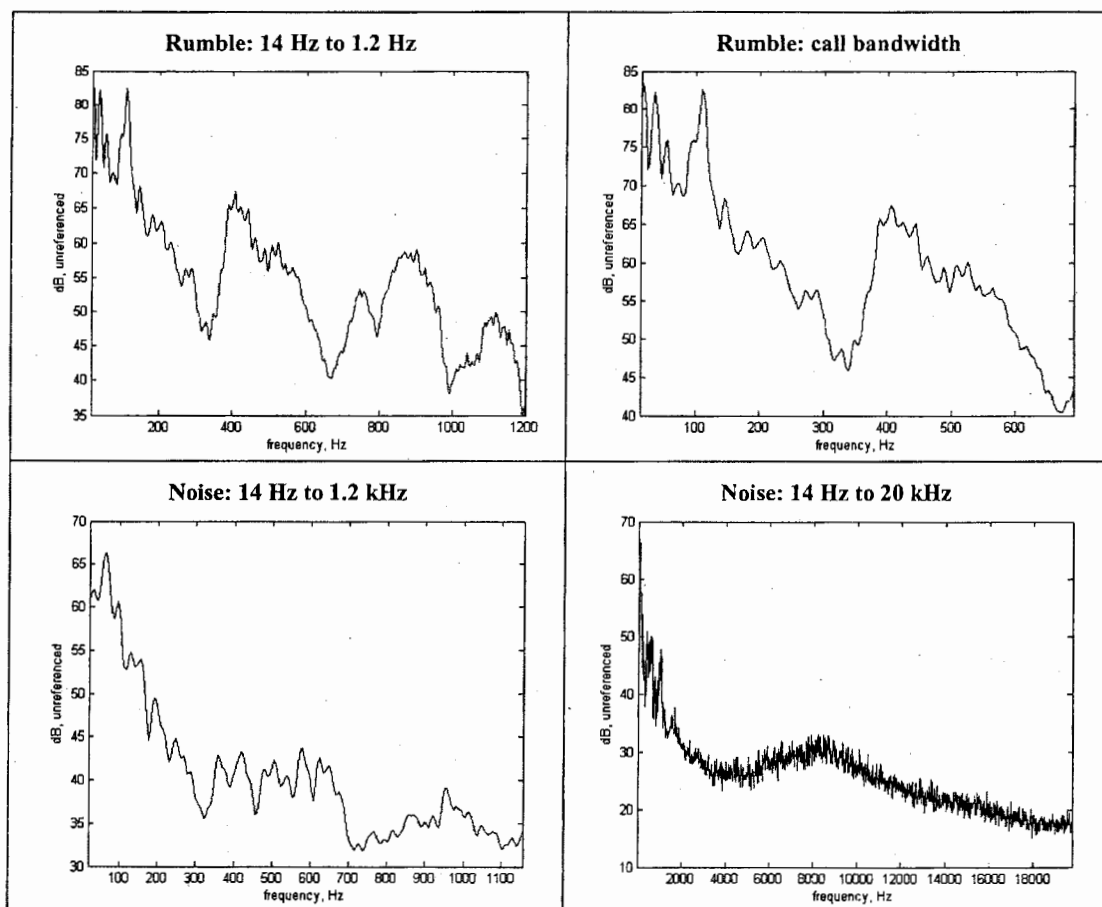 Rumble: 14 Hz to 1.2 Hz
85
80
75
70
65
60
55
50
45
40
35
dB, unreferenced
200 400 600 800 1000 1200
frequency, Hz
Rumble: call bandwidth
85
80
75
70
65
60
55
50
45
40
dB, unreferenced
100 200 300 400 500 600
frequency, Hz
Noise: 14 Hz to 1.2 kHz
70
65
60
55
50
45
40
35
30
dB, unreferenced
100 200 300 400 500 600 700 800 900 1000 1100
frequency, Hz
Noise: 14 Hz to 20 kHz
70
60
50
40
30
20
10
dB, unreferenced
2000 4000 6000 8000 10000 12000 14000 16000 18000
frequency, Hz